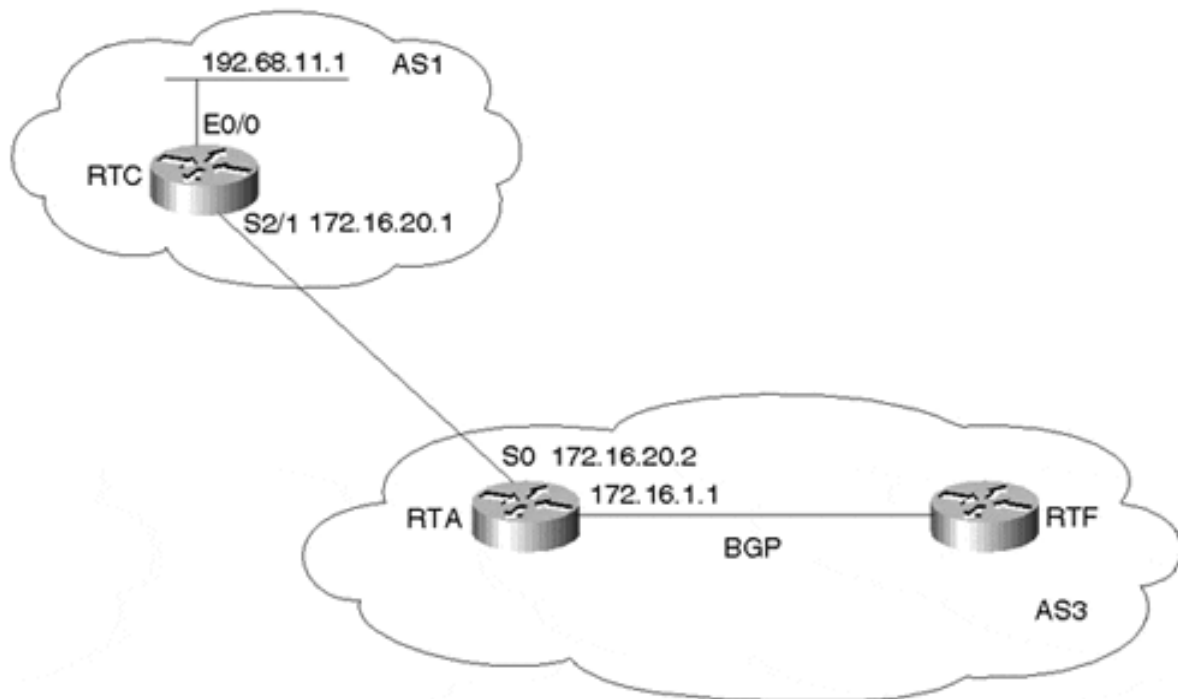 192.68.11.1
AS1
E0/0
RTC
S2/1 172.16.20.1
S0 172.16.20.2
172.16.1.1
RTA
RTF
BGP
AS3